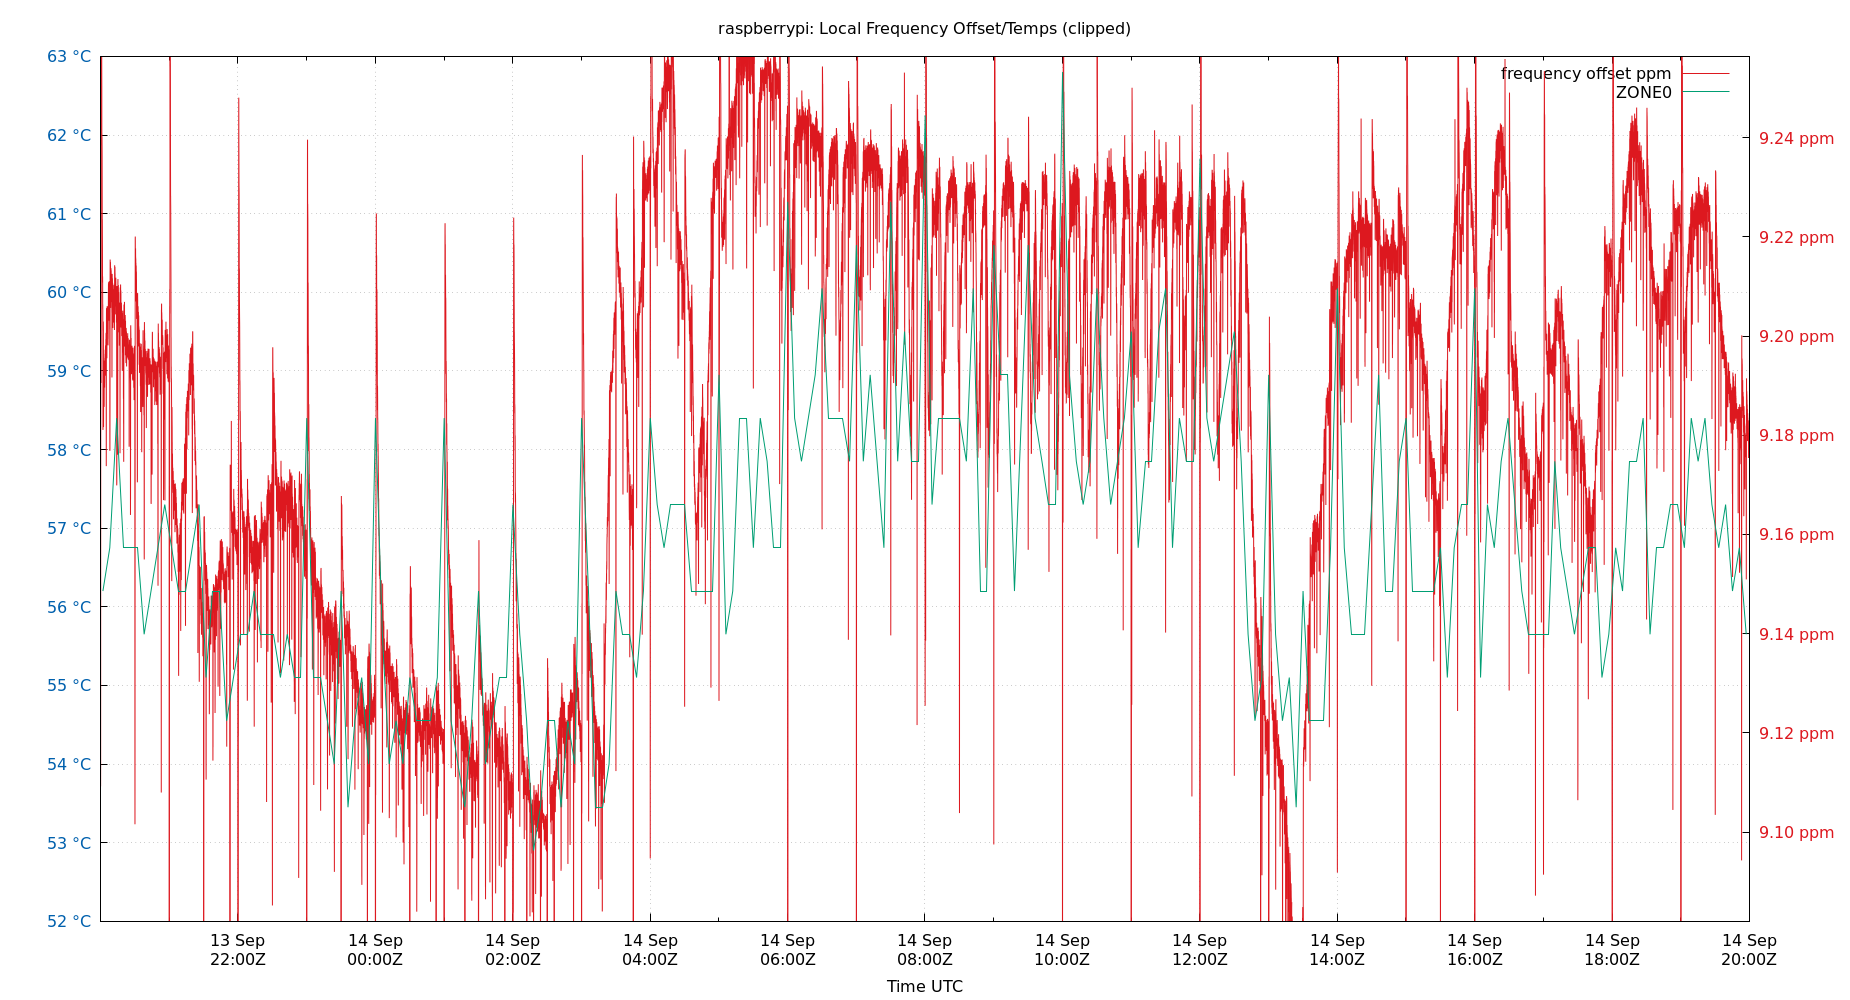 raspberrypi: Local Frequency Offset/Temps (clipped)
63 °C
62 °C
61 °C
60 °C
59 °C
58 °C
57 °C
56 °C
55 °C
54 °C
53 °C
52 °C
frequency offset ppm
ZONE0
9.24 ppm
9.22 ppm
9.20 ppm
9.18 ppm
9.16 ppm
9.14 ppm
9.12 ppm
9.10 ppm
13 Sep
22:00Z
14 Sep
00:00Z
14 Sep
02:00Z
14 Sep
04:00Z
14 Sep
06:00Z
14 Sep
08:00Z
14 Sep
10:00Z
14 Sep
12:00Z
14 Sep
14:00Z
14 Sep
16:00Z
14 Sep
18:00Z
14 Sep
20:00Z
Time UTC